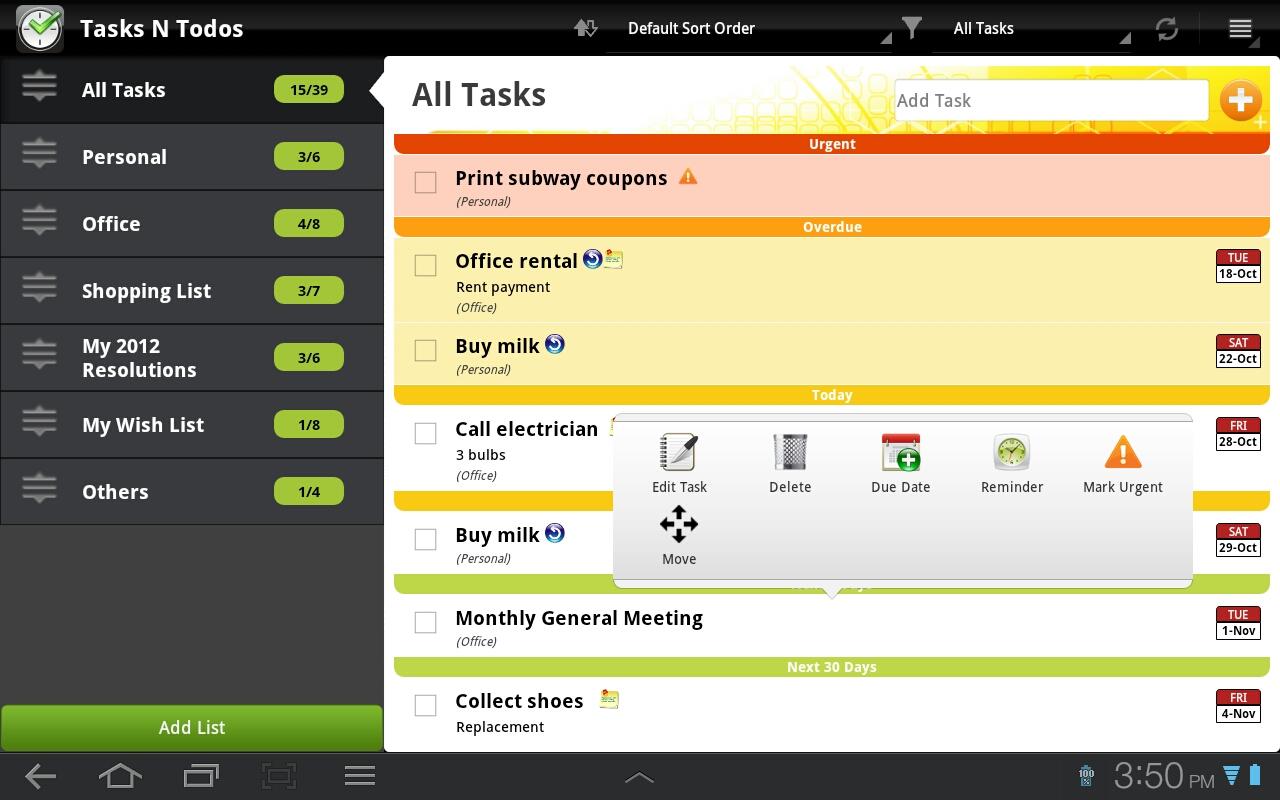 Tasks N Todos
Default Sort Order
All Tasks
All Tasks 15/39
Personal 3/6
Office 4/8
Shopping List 3/7
My 2012
Resolutions 3/6
My Wish List 1/8
Others 1/4
Add List
All Tasks
Add Task
Urgent
Print subway coupons
(Personal)
Overdue
Office rental
Rent payment
(Office)
TUE
18-Oct
Buy milk
(Personal)
SAT
22-Oct
Today
Call electrician
3 bulbs
(Office)
FRI
28-Oct
Edit Task
Delete
Due Date
Reminder
Mark Urgent
Move
Buy milk
(Personal)
SAT
29-Oct
Monthly General Meeting
(Office)
TUE
1-Nov
Next 30 Days
Collect shoes
Replacement
FRI
4-Nov
100
3:50 PM